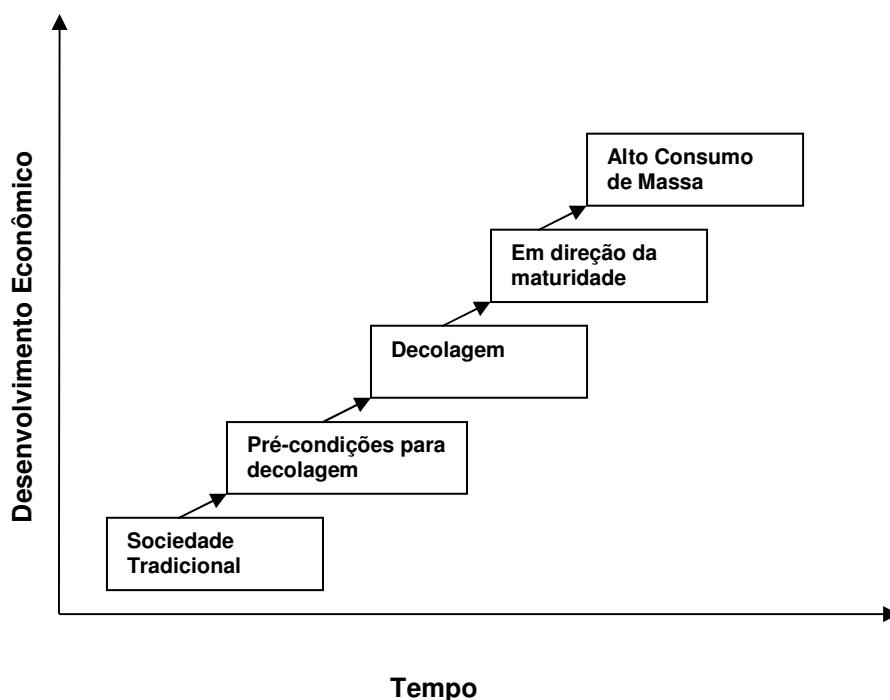 Desenvolvimento Econômico
Alto Consumo
de Massa
Em direção da
maturidade
Decolagem
Pré-condições para
decolagem
Sociedade
Tradicional
Tempo